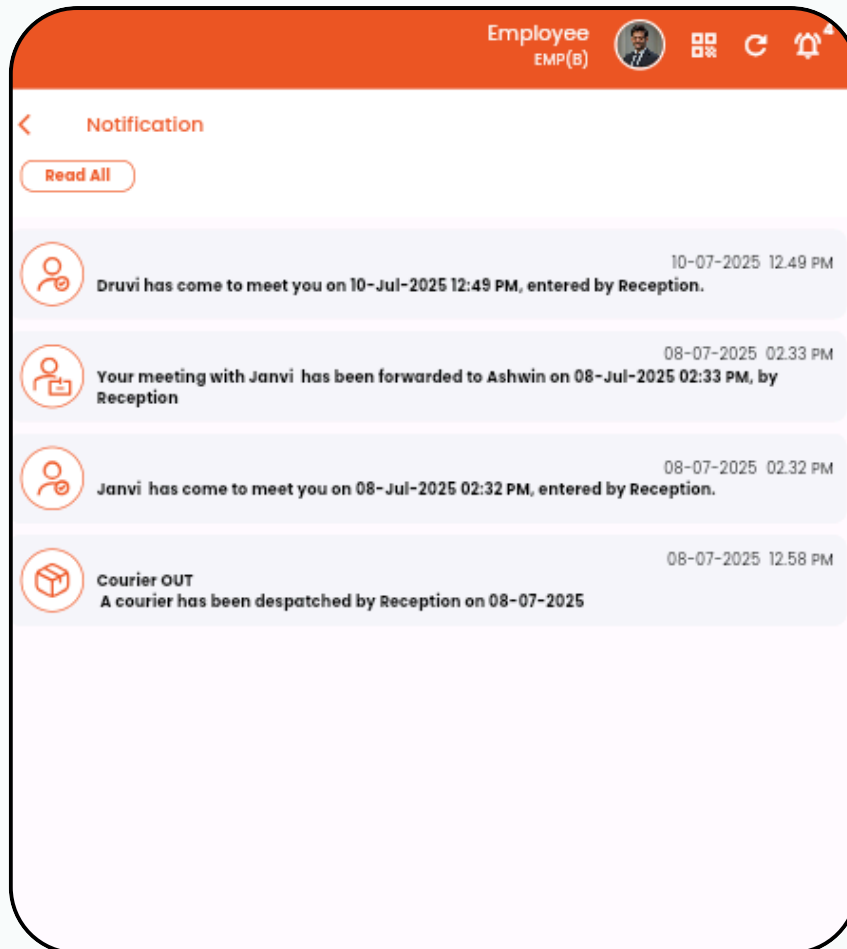 Employee
EMP(B)
4
Notification
Read All
10-07-2025 12.49 PM
Druvi has come to meet you on 10-Jul-2025 12:49 PM, entered by Reception.
08-07-2025 02.33 PM
Your meeting with Janvi has been forwarded to Ashwin on 08-Jul-2025 02:33 PM, by
Reception
08-07-2025 02.32 PM
Janvi has come to meet you on 08-Jul-2025 02:32 PM, entered by Reception.
08-07-2025 12.58 PM
Courier OUT
A courier has been despatched by Reception on 08-07-2025